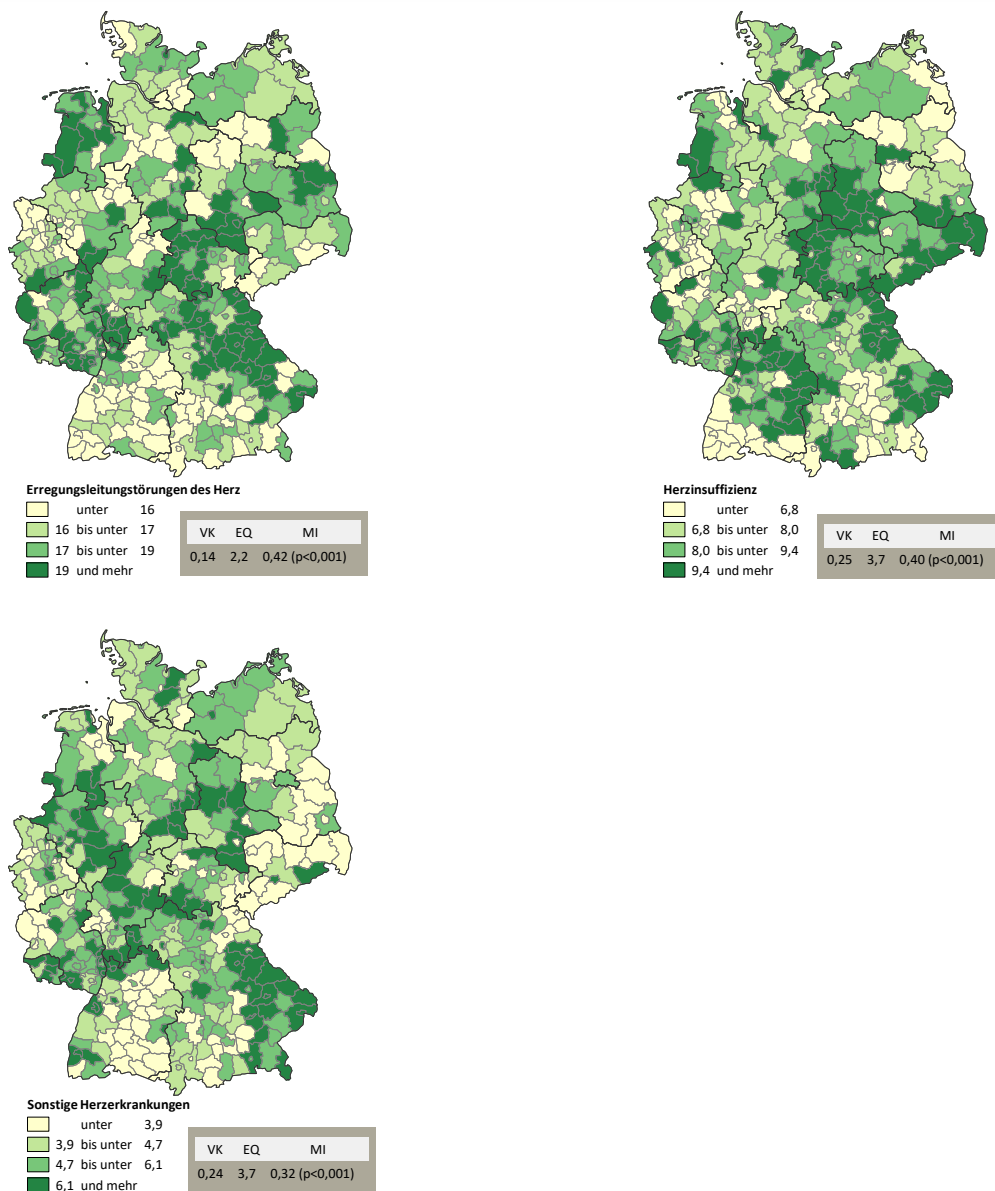 Erregungsleitungstörungen des Herz
unter 16
16 bis unter 17
17 bis unter 19
19 und mehr
VK EQ MI
0,14 2,2 0,42 (p<0,001)
Herzinsuffizienz
unter 6,8
6,8 bis unter 8,0
8,0 bis unter 9,4
9,4 und mehr
VK EQ MI
0,25 3,7 0,40 (p<0,001)
Sonstige Herzerkrankungen
unter 3,9
3,9 bis unter 4,7
4,7 bis unter 6,1
6,1 und mehr
VK EQ MI
0,24 3,7 0,32 (p<0,001)